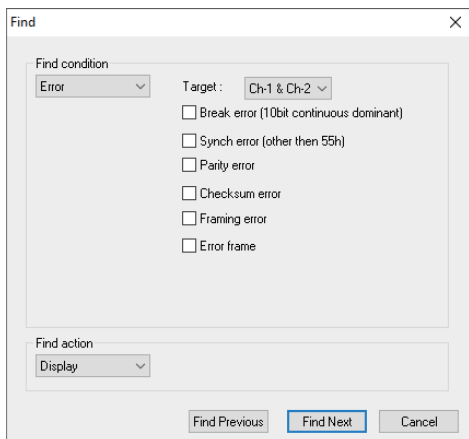 Find
Find condition
Error
Target :
Ch-1 & Ch-2
Break error (10bit continuous dominant)
Synch error (other then 55h)
Parity error
Checksum error
Framing error
Error frame
Find action
Display
Find Previous
Find Next
Cancel